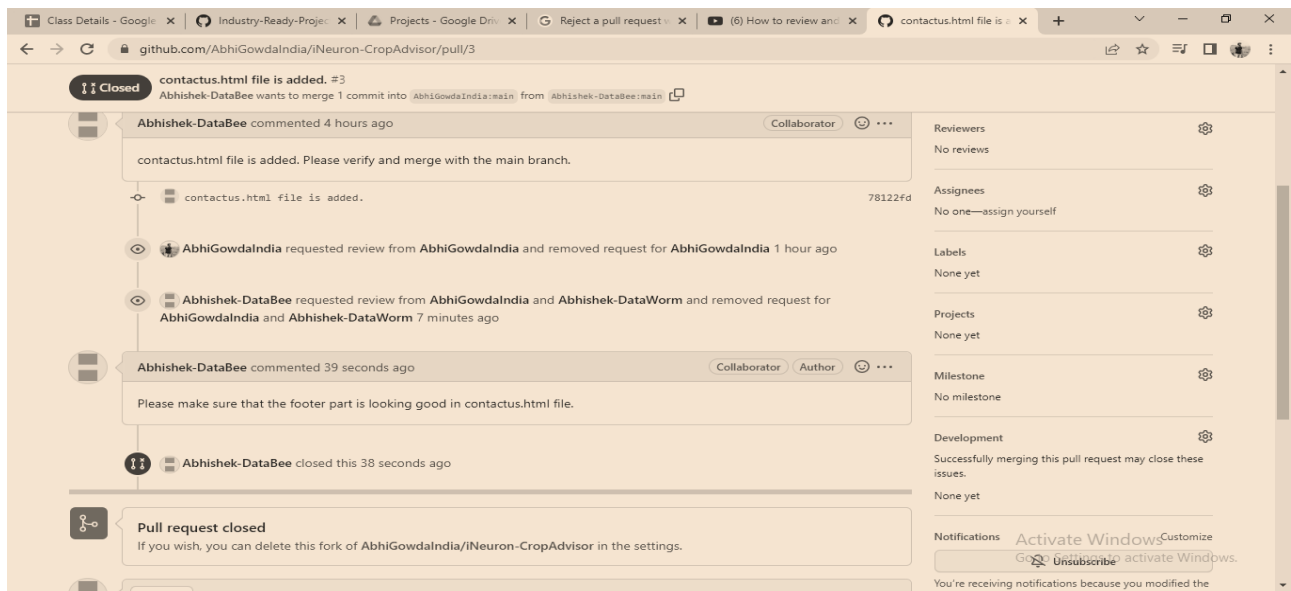 Class Details - Google
Industry-Ready-Projec
Projects - Google Driv
Reject a pull request w
(6) How to review and
contactus.html file is a
github.com/AbhiGowdaIndia/iNeuron-CropAdvisor/pull/3
Closed
contactus.html file is added. #3
Abhishek-DataBee wants to merge 1 commit into AbhiGowdaIndia:main from Abhishek-DataBee:main
Abhishek-DataBee commented 4 hours ago
Collaborator
contactus.html file is added. Please verify and merge with the main branch.
contactus.html file is added.
78122fd
AbhiGowdaIndia requested review from AbhiGowdaIndia and removed request for AbhiGowdaIndia 1 hour ago
Abhishek-DataBee requested review from AbhiGowdaIndia and Abhishek-DataWorm and removed request for
AbhiGowdaIndia and Abhishek-DataWorm 7 minutes ago
Abhishek-DataBee commented 39 seconds ago
Collaborator Author
Please make sure that the footer part is looking good in contactus.html file.
Abhishek-DataBee closed this 38 seconds ago
Pull request closed
If you wish, you can delete this fork of AbhiGowdaIndia/iNeuron-CropAdvisor in the settings.
Reviewers
No reviews
Assignees
No one—assign yourself
Labels
None yet
Projects
None yet
Milestone
No milestone
Development
Successfully merging this pull request may close these
issues.
None yet
Notifications
Customize
Unsubscribe
You're receiving notifications because you modified the
Activate Windows
Go to Settings to activate Windows.